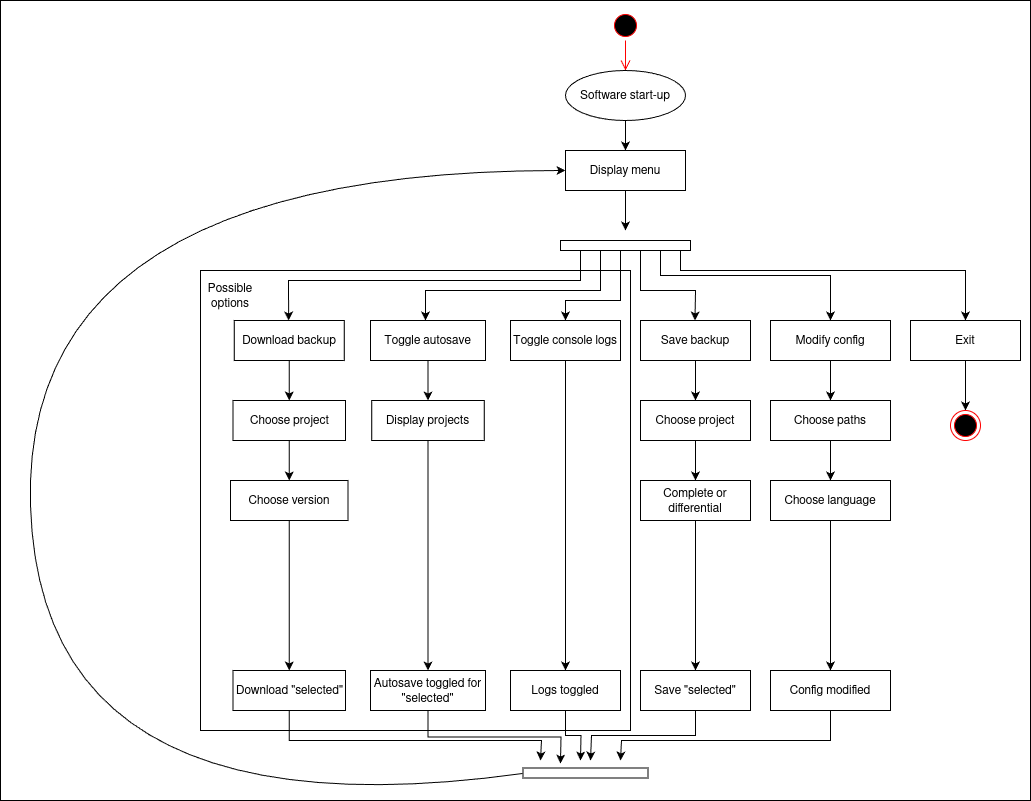 Software start-up
Display menu
Possible
options
Download backup
Toggle autosave
Toggle console logs
Save backup
Modify config
Exit
Choose project
Display projects
Choose project
Choose paths
Choose version
Complete or
differential
Choose language
Download "selected"
Autosave toggled for
"selected"
Logs toggled
Save "selected"
Config modified